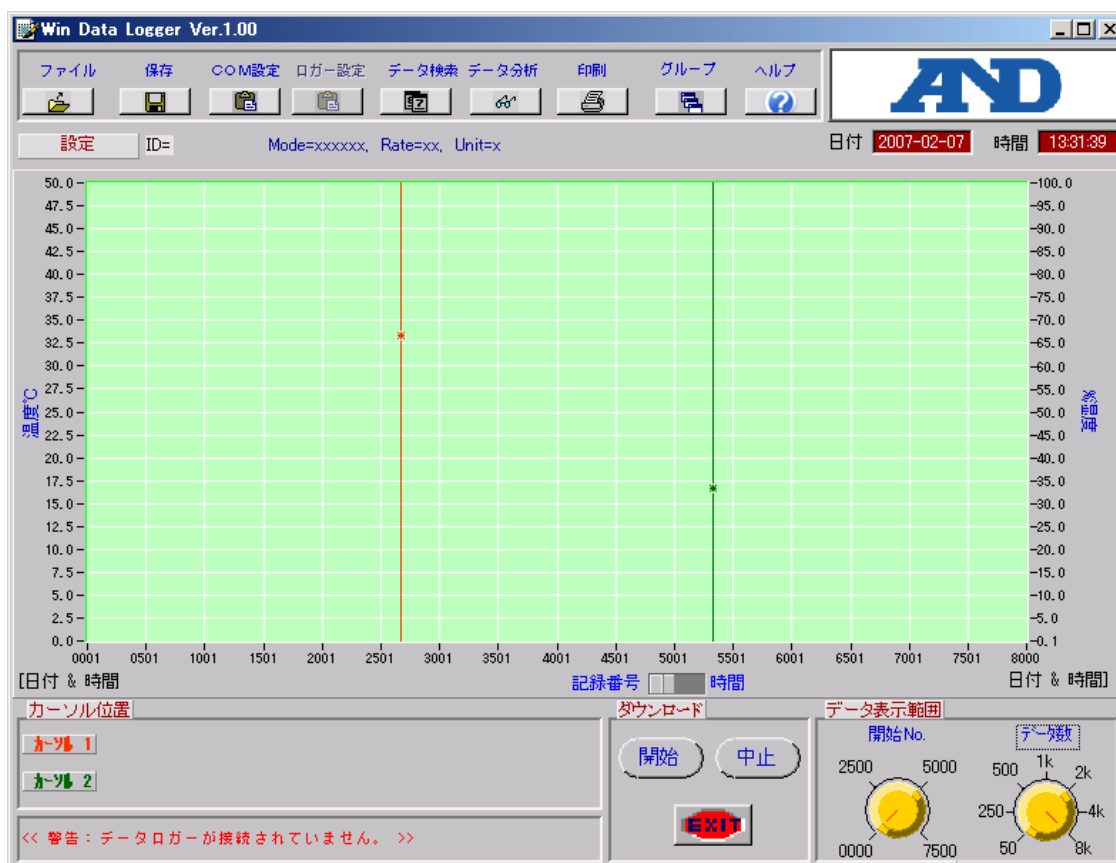 Win Data Logger Ver.1.00
ファイル 保存 COM設定 ロガー設定 データ検索 データ分析 印刷 グループ ヘルプ
AND
設定 ID= Mode=xxxxxx, Rate=xx, Unit=x 日付 2007-02-07 時間 13:31:39
50.0 100.0
47.5 95.0
45.0 90.0
42.5 85.0
40.0 80.0
37.5 75.0
35.0 70.0
32.5 65.0
30.0 60.0
27.5 55.0
25.0 50.0
22.5 45.0
20.0 40.0
17.5 35.0
15.0 30.0
12.5 25.0
10.0 20.0
7.5 15.0
5.0 10.0
2.5 5.0
0.0 0.1
温度℃
%湿度
0001 0501 1001 1501 2001 2501 3001 3501 4001 4501 5001 5501 6001 6501 7001 7501 8000
[日付 & 時間 記録番号 時間 日付 & 時間]
カーソル位置
カーソル 1
カーソル 2
<< 警告：データロガーが接続されていません。 >>
ダウンロード
開始 中止
EXIT
データ表示範囲
開始No. データ数
2500 5000
0000 7500
500 1k 2k
250 4k
50 8k